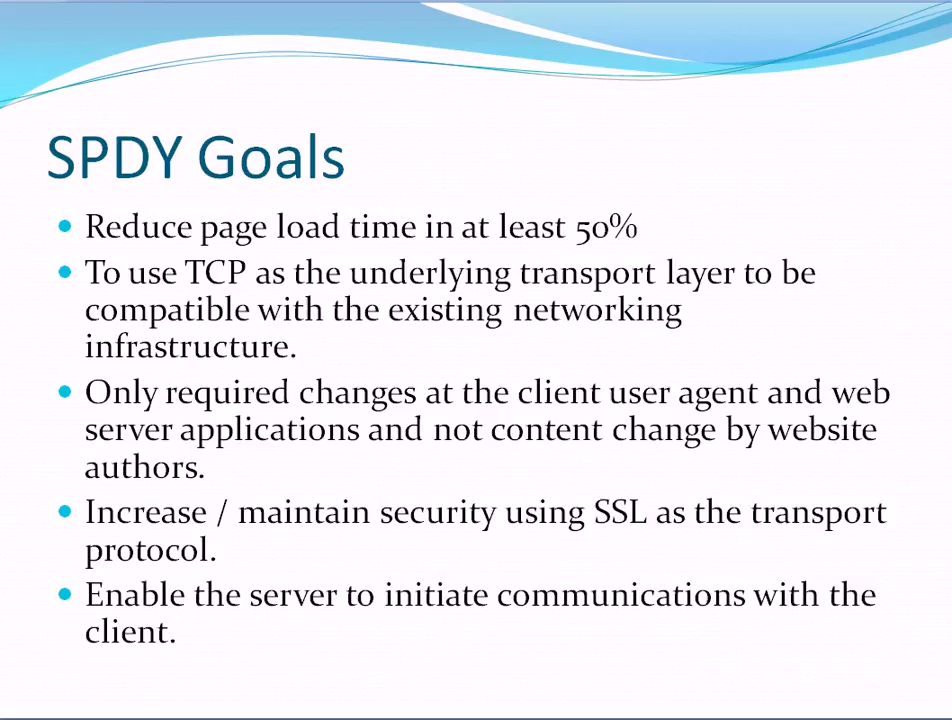 SPDY Goals
• Reduce page load time in at least 50%
• To use TCP as the underlying transport layer to be
compatible with the existing networking
infrastructure.
• Only required changes at the client user agent and web
server applications and not content change by website
authors.
• Increase / maintain security using SSL as the transport
protocol.
• Enable the server to initiate communications with the
client.